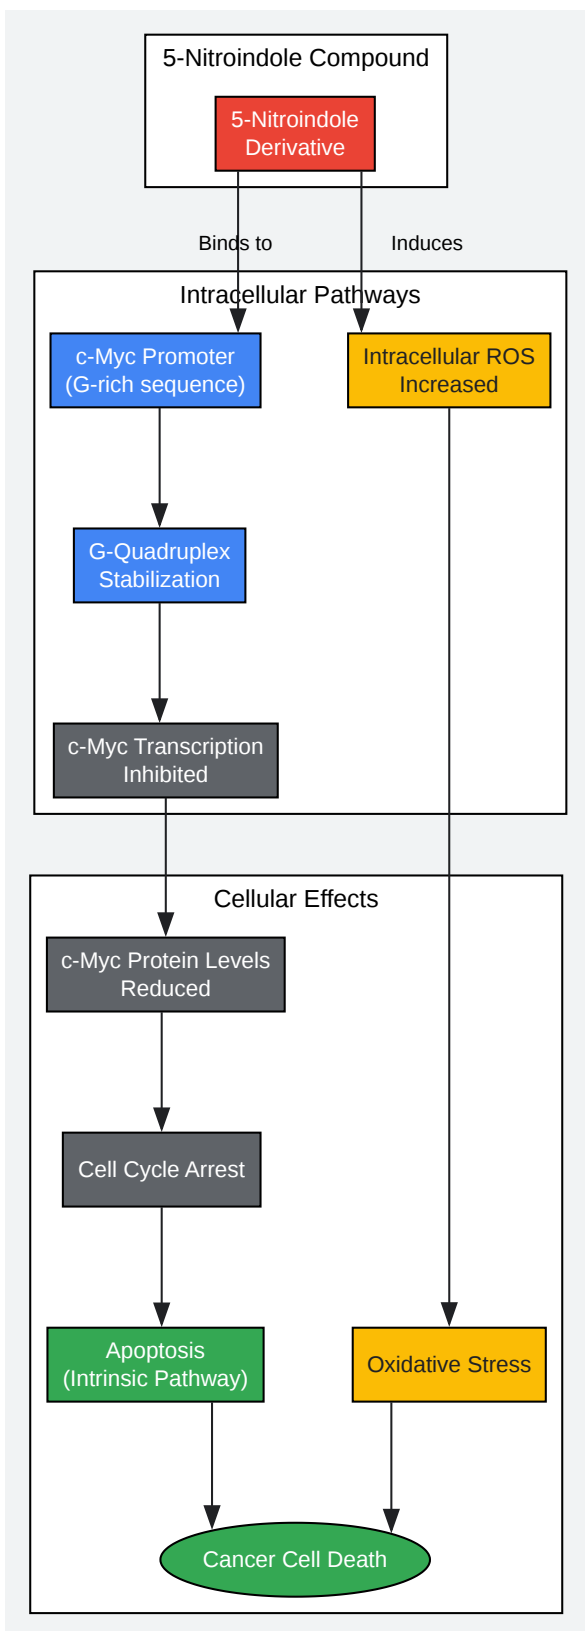 5-Nitroindole Compound
5-Nitroindole
Derivative
Binds to
Induces
Intracellular Pathways
c-Myc Promoter
(G-rich sequence)
Intracellular ROS
Increased
G-Quadruplex
Stabilization
c-Myc Transcription
Inhibited
Cellular Effects
c-Myc Protein Levels
Reduced
Cell Cycle Arrest
Apoptosis
(Intrinsic Pathway)
Oxidative Stress
Cancer Cell Death